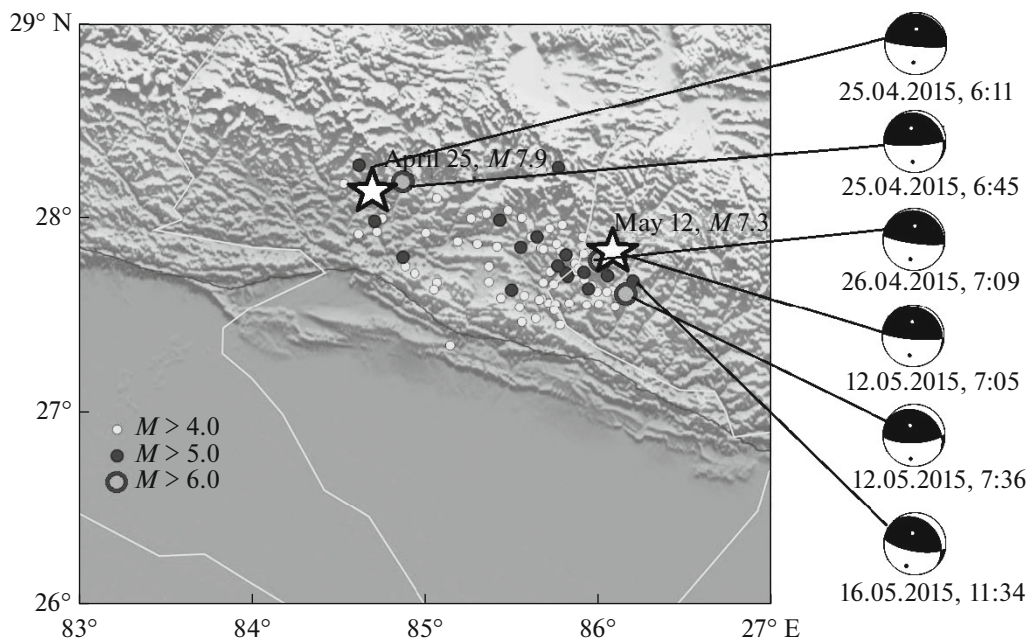 29° N
28°
27°
26°
83°
84°
85°
86°
27° E
April 25, M 7.9
May 12, M 7.3
M > 4.0
M > 5.0
M > 6.0
25.04.2015, 6:11
25.04.2015, 6:45
26.04.2015, 7:09
12.05.2015, 7:05
12.05.2015, 7:36
16.05.2015, 11:34